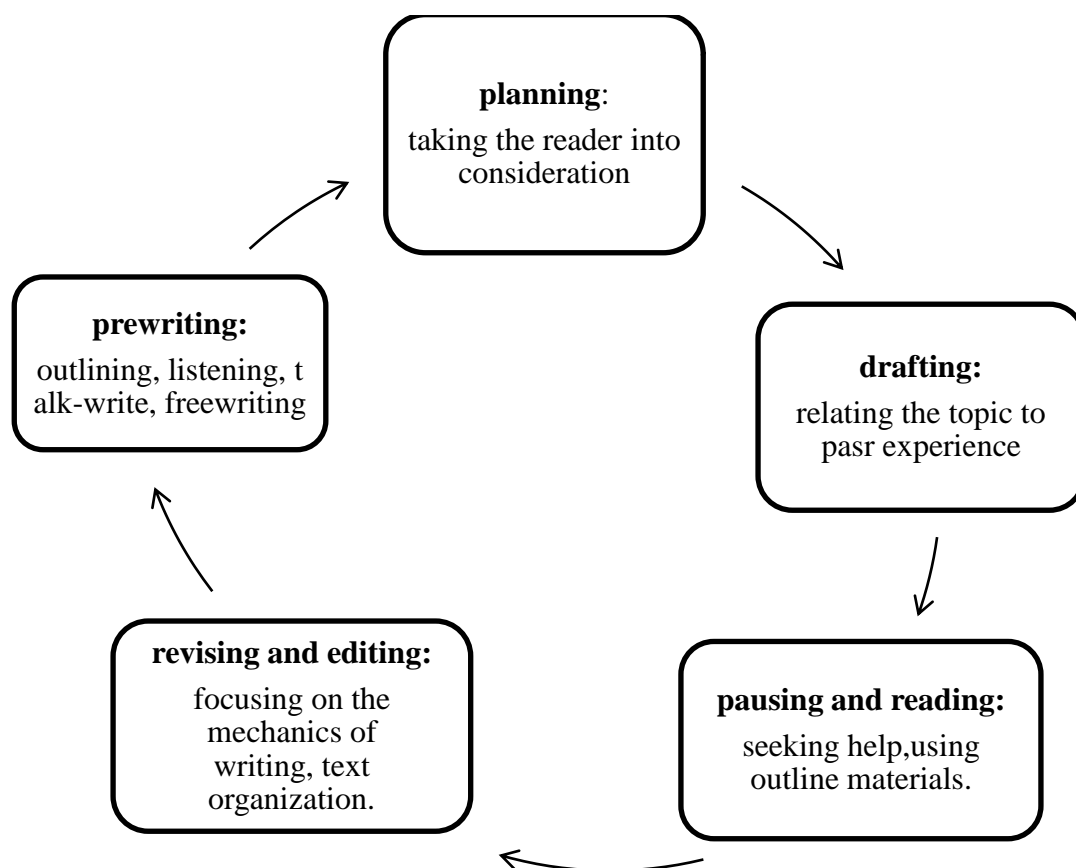 planning:
taking the reader into
consideration
prewriting:
outlining, listening, t
alk-write, freewriting
drafting:
relating the topic to
pasr experience
revising and editing:
focusing on the
mechanics of
writing, text
organization.
pausing and reading:
seeking help,using
outline materials.